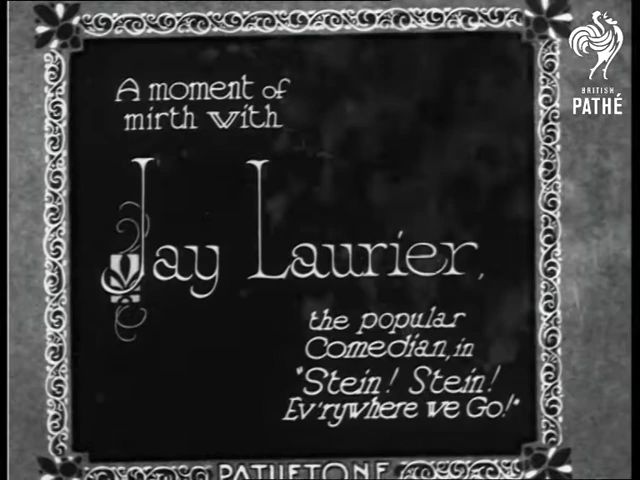 A moment of
mirth with
Jay Laurier,
the popular
Comedian, in
"Stein! Stein!
Ev'rywhere we Go!"
PATHETONE
BRITISH
PATHÉ